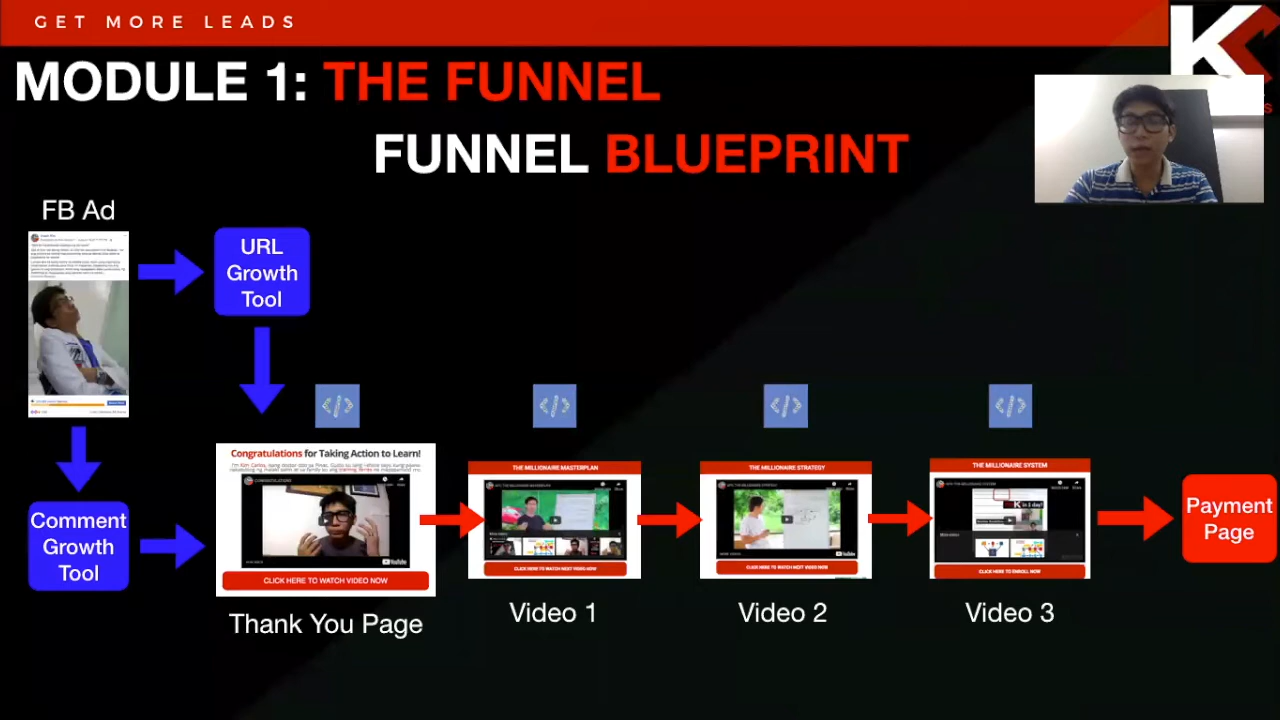 GET MORE LEADS
MODULE 1: THE FUNNEL
FUNNEL BLUEPRINT
FB Ad
URL
Growth
Tool
Comment
Growth
Tool
Congratulations for Taking Action to Learn!
CLICK HERE TO WATCH VIDEO NOW
Thank You Page
THE MILLIONAIRE MASTERPLAN
CLICK HERE TO WATCH NEXT VIDEO NOW
Video 1
THE MILLIONAIRE STRATEGY
CLICK HERE TO WATCH NEXT VIDEO NOW
Video 2
THE MILLIONAIRE SYSTEM
CLICK HERE TO ENROLL NOW
Video 3
Payment
Page